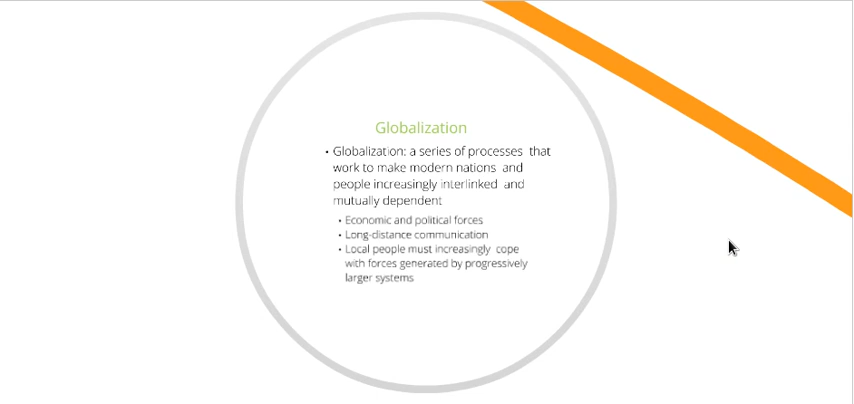 Globalization
• Globalization: a series of processes that
work to make modern nations and
people increasingly interlinked and
mutually dependent
• Economic and political forces
• Long-distance communication
• Local people must increasingly cope
with forces generated by progressively
larger systems